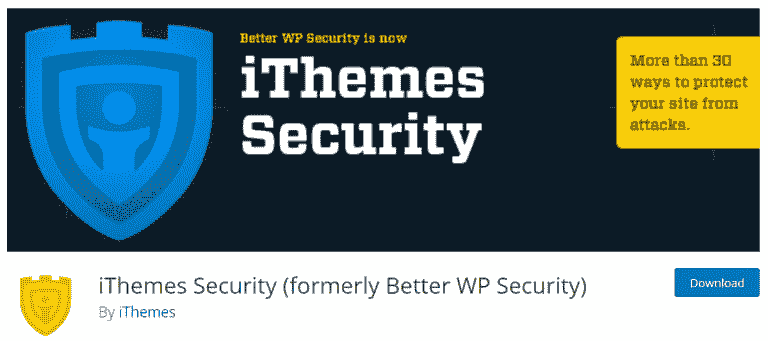 Better WP Security is now
iThemes
Security
More than 30
ways to protect
your site from
attacks.
iThemes Security (formerly Better WP Security)
Download
By iThemes